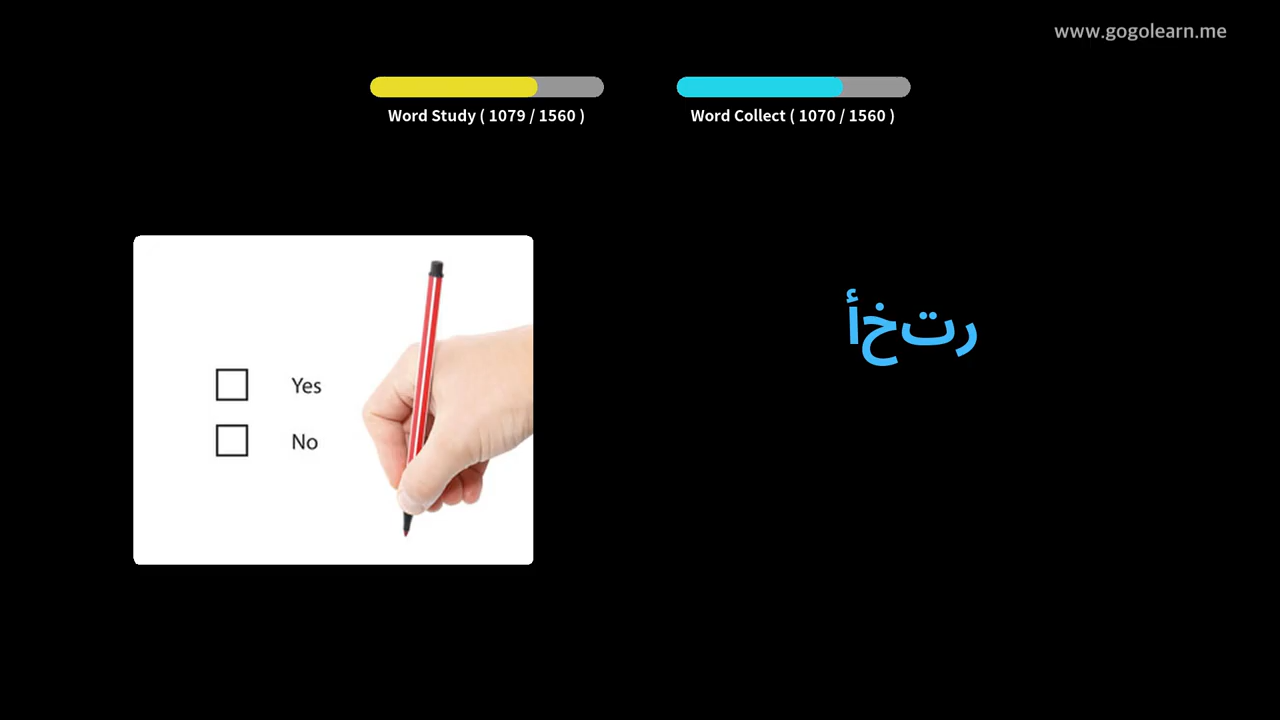 www.gogolearn.me
Word Study ( 1079 / 1560 )
Word Collect ( 1070 / 1560 )
رتخأ
Yes
No